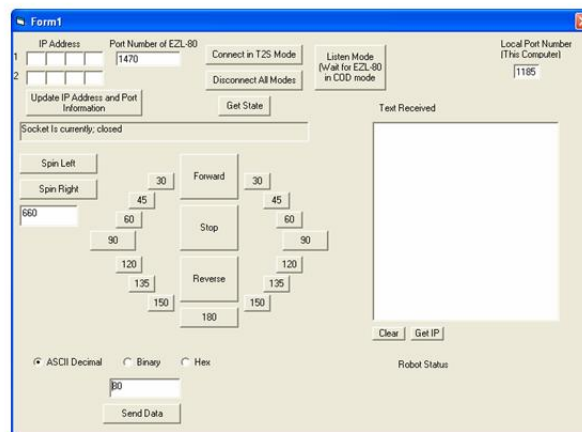 Form1
IP Address
Port Number of EZL-80
Local Port Number
(This Computer)
1
2
1470
Connect in T2S Mode
Listen Mode
(Wait for EZL-80
in COD mode
1185
Disconnect All Modes
Update IP Address and Port
Information
Get State
Text Received
Socket Is currently; closed
Spin Left
Spin Right
660
Forward
Stop
Reverse
180
30
45
60
90
120
135
150
30
45
60
90
120
135
150
Clear
Get IP
Robot Status
ASCII Decimal
Binary
Hex
80
Send Data